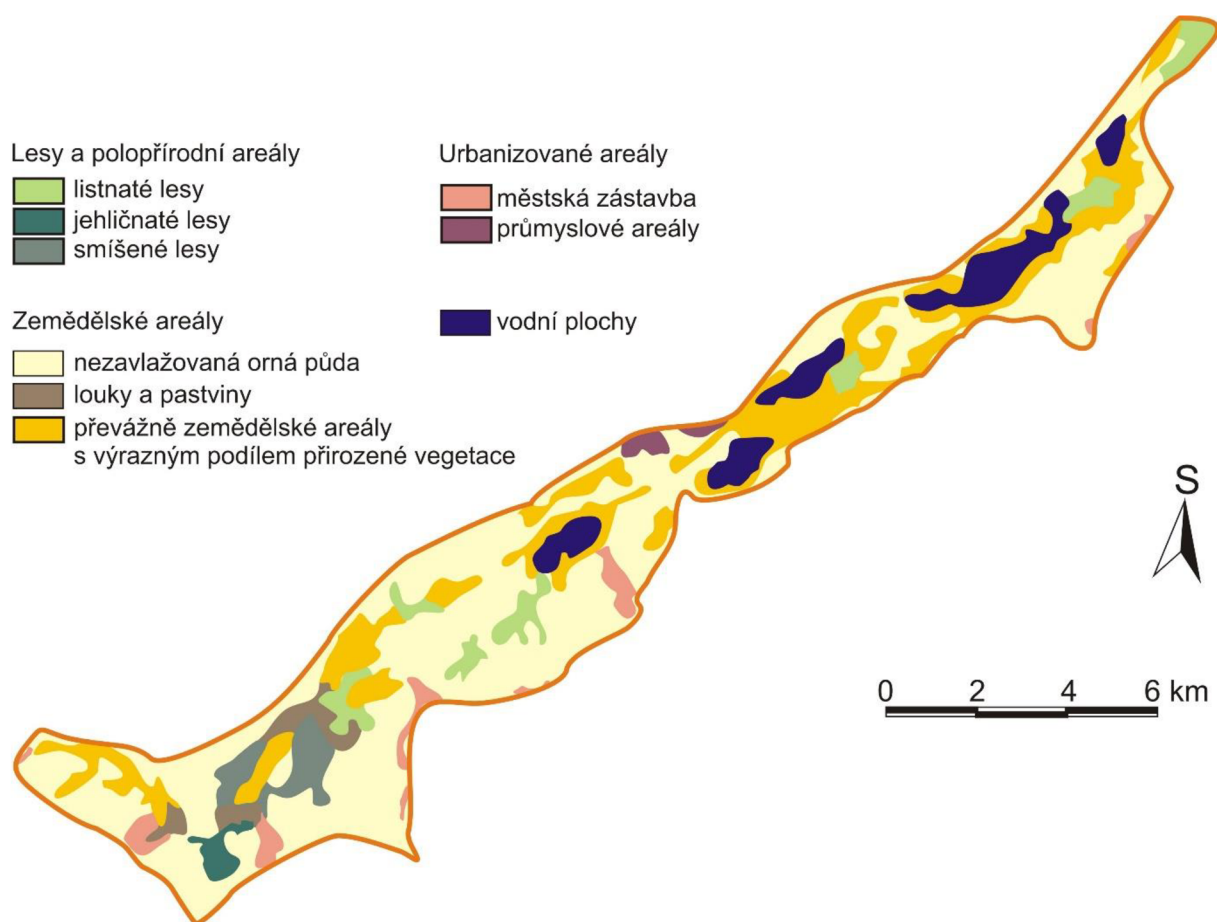 Lesy a polopřírodní areály
listnaté lesy
jehličnaté lesy
smíšené lesy
Zemědělské areály
nezavlažovaná orná půda
louky a pastviny
převážně zemědělské areály
s výrazným podílem přirozené vegetace
Urbanizované areály
městská zástavba
průmyslové areály
vodní plochy
S
0 2 4 6 km